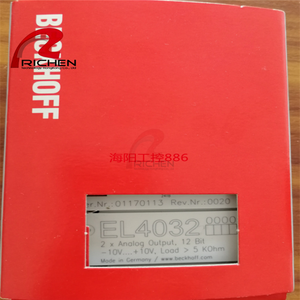 RICHEN
BECKHOFF
海阳工控886
Ser.Nr.:01170113 Rev.Nr.:0020
EL4032
2 x Analog Output, 12 Bit
-10V...+10V, Load > 5 KOhm
Made in Germany / www.beckhoff.com